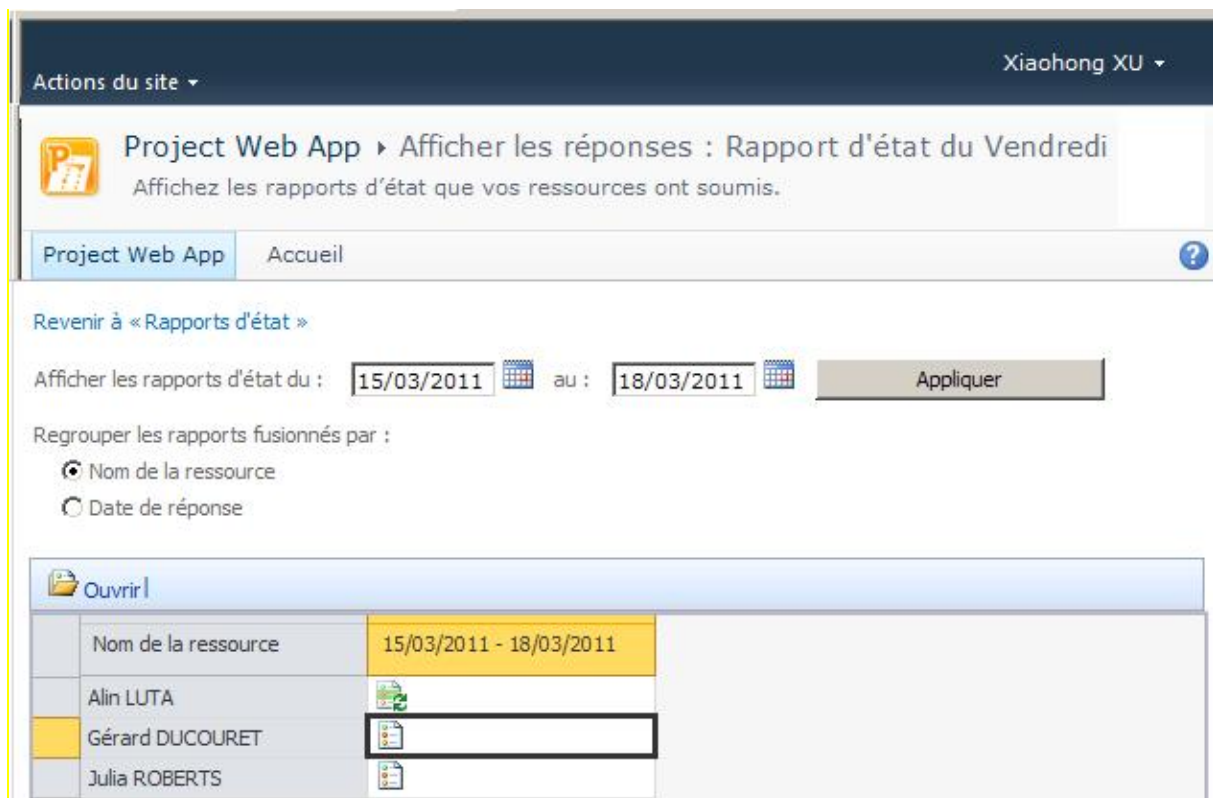 Xiaohong XU
Actions du site
Project Web App ▸ Afficher les réponses : Rapport d'état du Vendredi
Affichez les rapports d'état que vos ressources ont soumis.
Project Web App Accueil
Revenir à « Rapports d'état »
Afficher les rapports d'état du : 15/03/2011 au : 18/03/2011 Appliquer
Regrouper les rapports fusionnés par :
Nom de la ressource
Date de réponse
Ouvrir
Nom de la ressource 15/03/2011 - 18/03/2011
Alin LUTA
Gérard DUCOURET
Julia ROBERTS